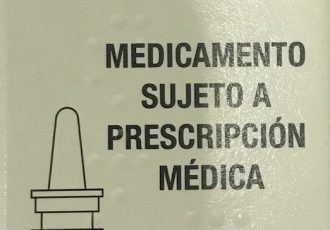 MEDICAMENTO
SUJETO A
PRESCRIPCIÓN
MÉDICA